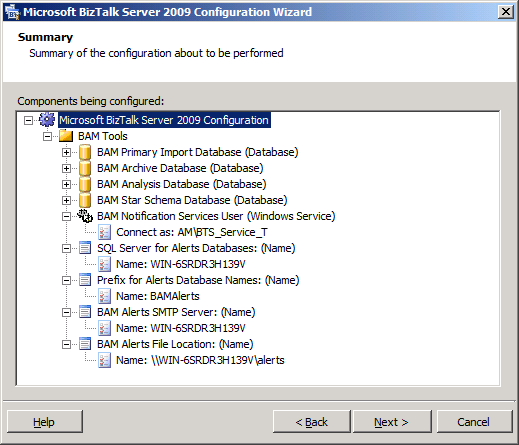 Microsoft BizTalk Server 2009 Configuration Wizard
Summary
Summary of the configuration about to be performed
Components being configured:
Microsoft BizTalk Server 2009 Configuration
BAM Tools
BAM Primary Import Database (Database)
BAM Archive Database (Database)
BAM Analysis Database (Database)
BAM Star Schema Database (Database)
BAM Notification Services User (Windows Service)
Connect as: AM\BTS_Service_T
SQL Server for Alerts Databases: (Name)
Name: WIN-6SRDR3H139V
Prefix for Alerts Database Names: (Name)
Name: BAMAlerts
BAM Alerts SMTP Server: (Name)
Name: WIN-6SRDR3H139V
BAM Alerts File Location: (Name)
Name: \\WIN-6SRDR3H139V\alerts
Help < Back Next > Cancel